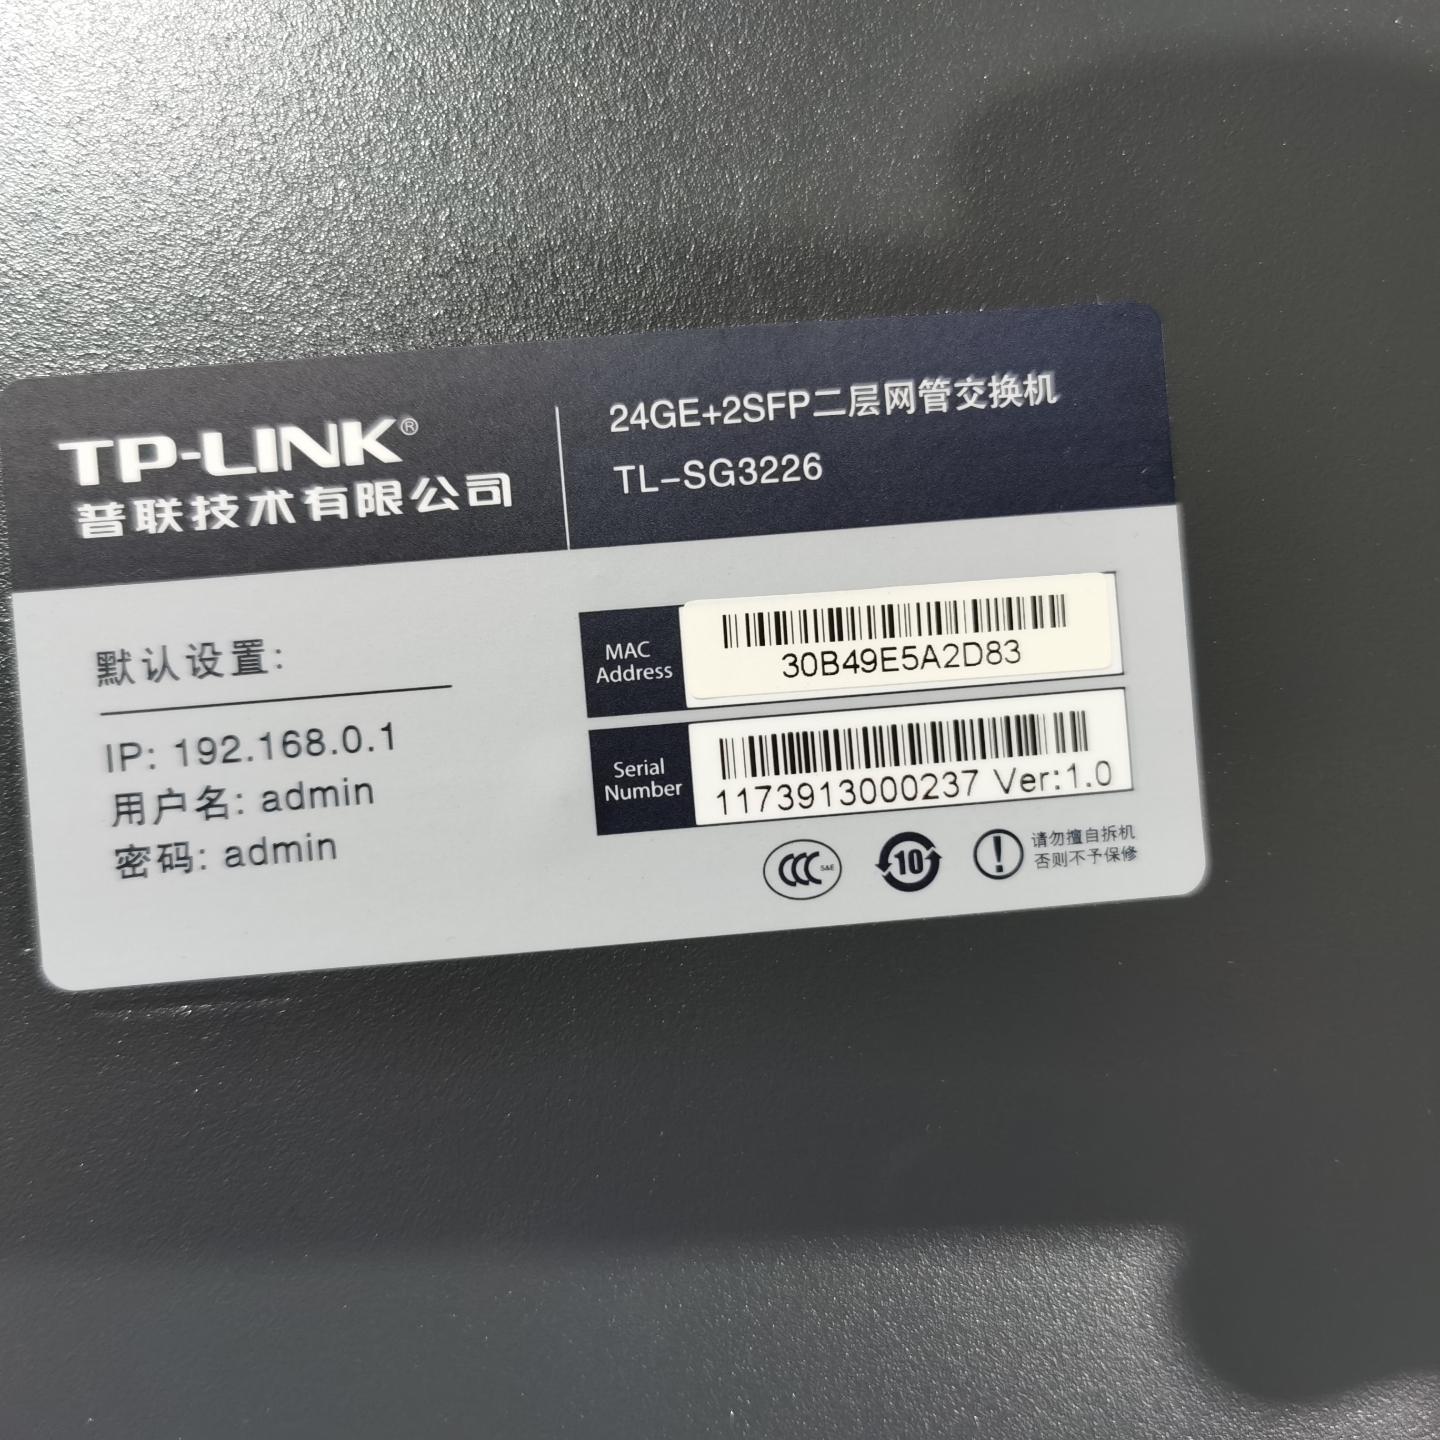 TP-LINK®
普联技术有限公司
24GE+2SFP二层网管交换机
TL-SG3226
默认设置:
IP: 192.168.0.1
用户名: admin
密码: admin
MAC
Address
30B49E5A2D83
Serial
Number
1173913000237 Ver:1.0
CCC S&E
10
!
请勿擅自拆机
否则不予保修